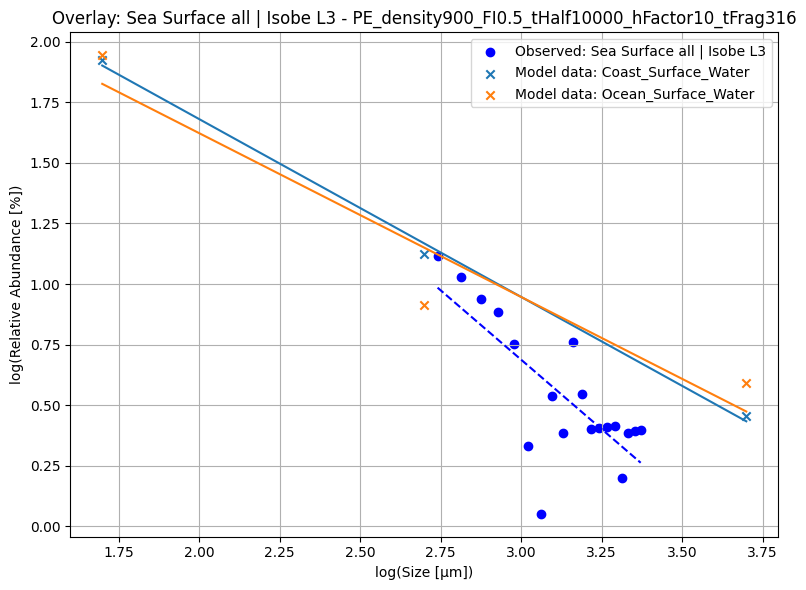 Overlay: Sea Surface all | Isobe L3 - PE_density900_FI0.5_tHalf10000_hFactor10_tFrag316
Observed: Sea Surface all | Isobe L3
Model data: Coast_Surface_Water
Model data: Ocean_Surface_Water
log(Relative Abundance [%])
2.00
1.75
1.50
1.25
1.00
0.75
0.50
0.25
0.00
1.75 2.00 2.25 2.50 2.75 3.00 3.25 3.50 3.75
log(Size [µm])